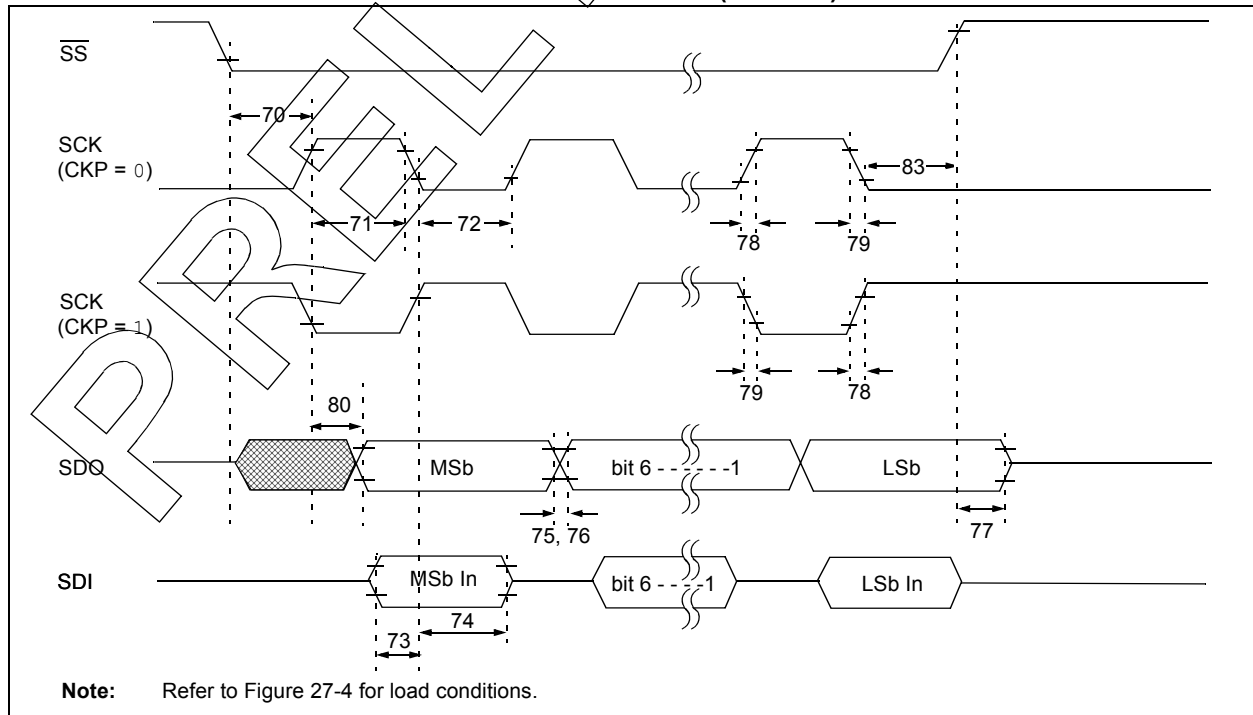 SS
70
SCK
(CKP = 0)
83
71
72
78
79
SCK
(CKP = 1)
79
78
80
SDO
MSb
bit 6 - - - - - -1
LSb
75, 76
77
SDI
MSb In
bit 6 - - - -1
LSb In
74
73
Note: Refer to Figure 27-4 for load conditions.
PREL